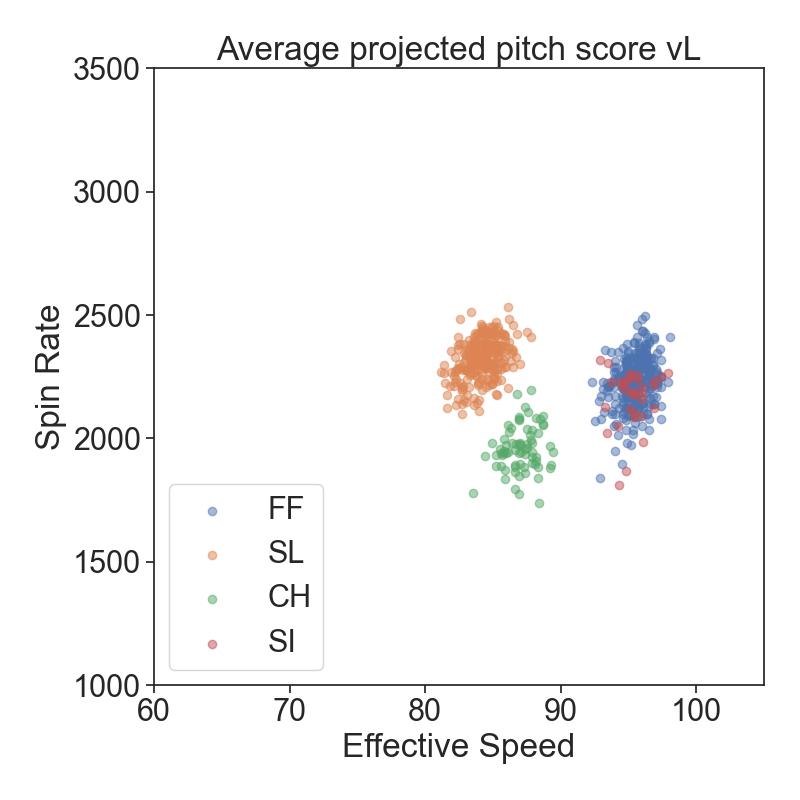 Average projected pitch score vL
3500
3000
2500
2000
1500
1000
Spin Rate
FF
SL
CH
SI
60 70 80 90 100
Effective Speed